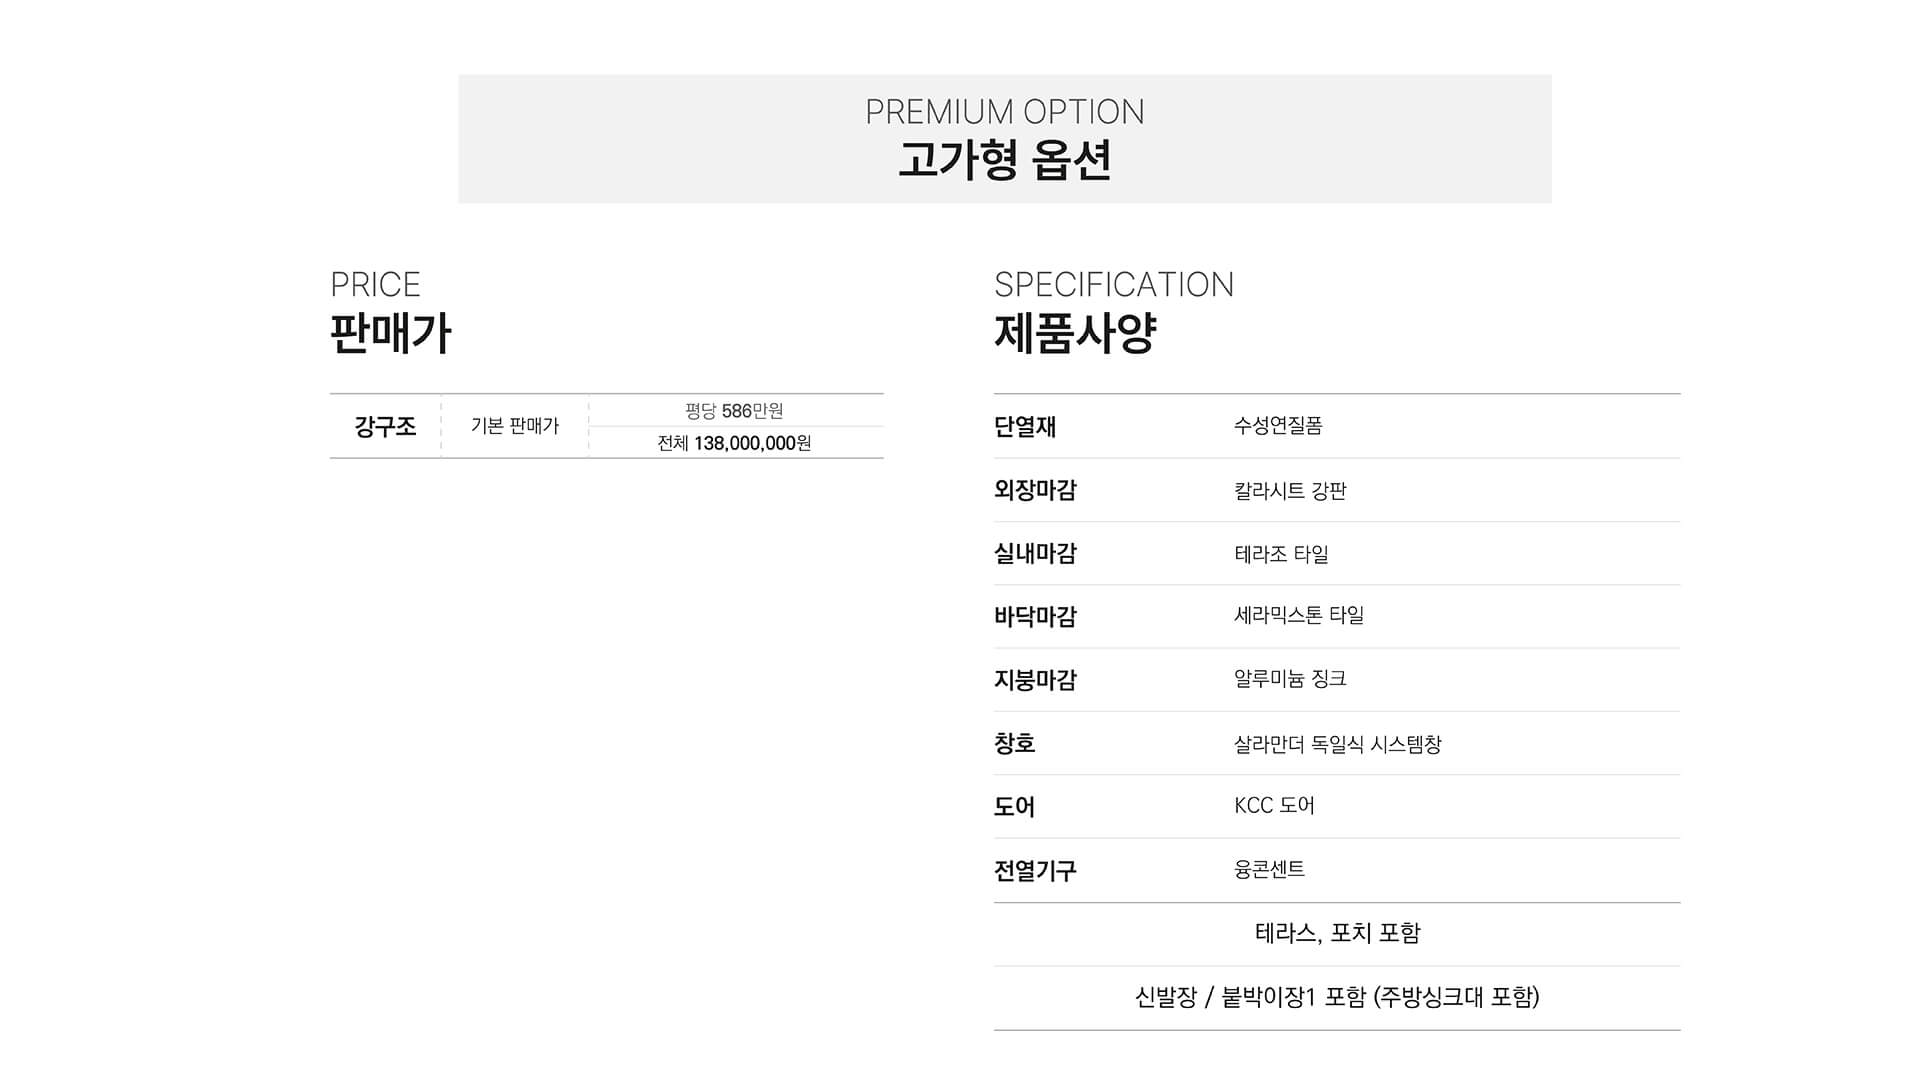 PREMIUM OPTION
고가형 옵션
PRICE
판매가
강구조 기본 판매가 평당 586만원
전체 138,000,000원
SPECIFICATION
제품사양
단열재 수성연질폼
외장마감 칼라시트 강판
실내마감 테라조 타일
바닥마감 세라믹스톤 타일
지붕마감 알루미늄 징크
창호 살라만더 독일식 시스템창
도어 KCC 도어
전열기구 융콘센트
테라스, 포치 포함
신발장 / 붙박이장1 포함 (주방싱크대 포함)